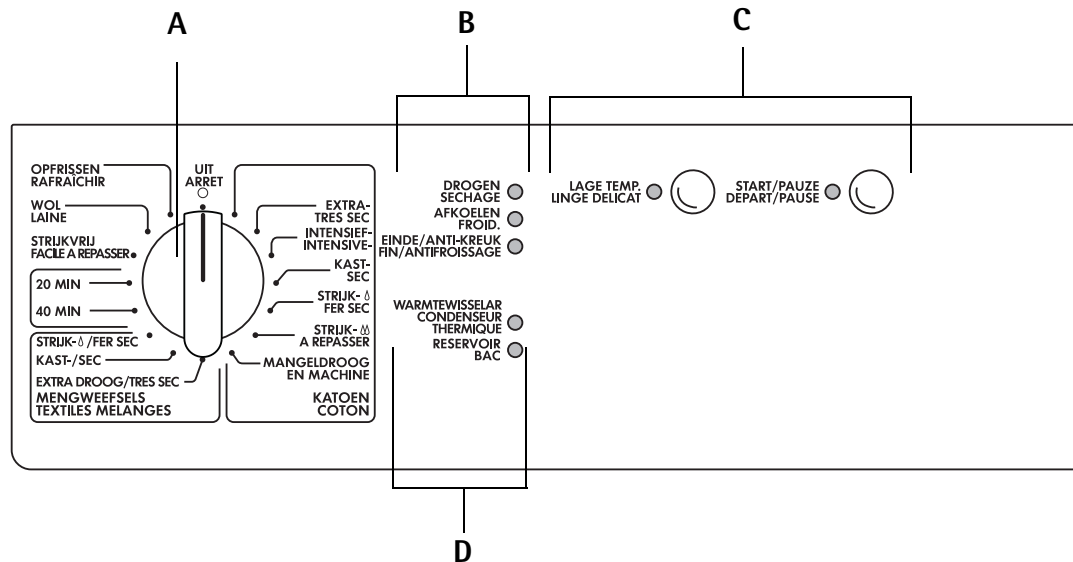 A
B
C
OPFRISSEN
RAFRAÎCHIR
WOL
LAINE
STRIJKVRIJ
FACILE A REPASSER
20 MIN
40 MIN
STRIJK- /FER SEC
KAST-/SEC
EXTRA DROOG/TRES SEC
MENGWEEFSELS
TEXTILES MELANGES
UIT
ARRET
EXTRA-
TRES SEC
INTENSIEF-
INTENSIVE-
KAST-
SEC
STRIJK-
FER SEC
STRIJK-
A REPASSER
MANGELDROOG
EN MACHINE
KATOEN
COTON
DROGEN
SECHAGE
AFKOELEN
FROID.
EINDE/ANTI-KREUK
FIN/ANTIFROISSAGE
WARMTEWISSELAR
CONDENSEUR
THERMIQUE
RESERVOIR
BAC
LAGE TEMP.
LINGE DELICAT
START/PAUZE
DEPART/PAUSE
D